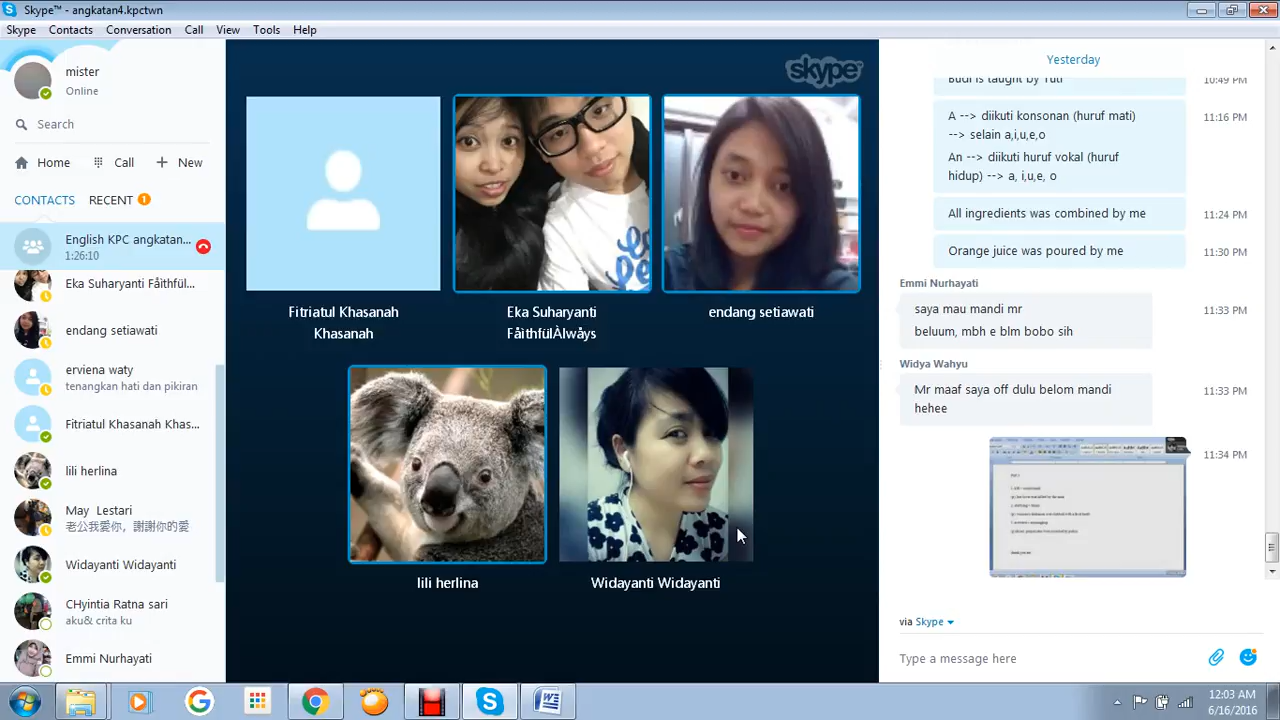 Skype™ - angkatan4.kpctwn
Skype Contacts Conversation Call View Tools Help
mister
Online
Search
Home Call New
CONTACTS RECENT 1
English KPC angkatan...
1:26:10
Eka Suharyanti Fåithfül...
endang setiawati
erviena waty
tenangkan hati dan pikiran
Fitriatul Khasanah Khas...
lili herlina
May Lestari
老公我愛你，謝謝你的愛
Widayanti Widayanti
CHyintia Ratna sari
aku& crita ku
Emmi Nurhayati
skype
Fitriatul Khasanah
Khasanah
Eka Suharyanti
FåithfülÀlwåys
endang setiawati
lili herlina
Widayanti Widayanti
Yesterday
Budi is taught by Tuti 10:49 PM
A --> diikuti konsonan (huruf mati) 11:16 PM
--> selain a,i,u,e,o
An --> diikuti huruf vokal (huruf
hidup) --> a, i,u,e, o
All ingredients was combined by me 11:24 PM
Orange juice was poured by me 11:30 PM
Emmi Nurhayati
saya mau mandi mr 11:33 PM
beluum, mbh e blm bobo sih
Widya Wahyu
Mr maaf saya off dulu belom mandi 11:33 PM
hehee
11:34 PM
via Skype
Type a message here
12:03 AM
6/16/2016